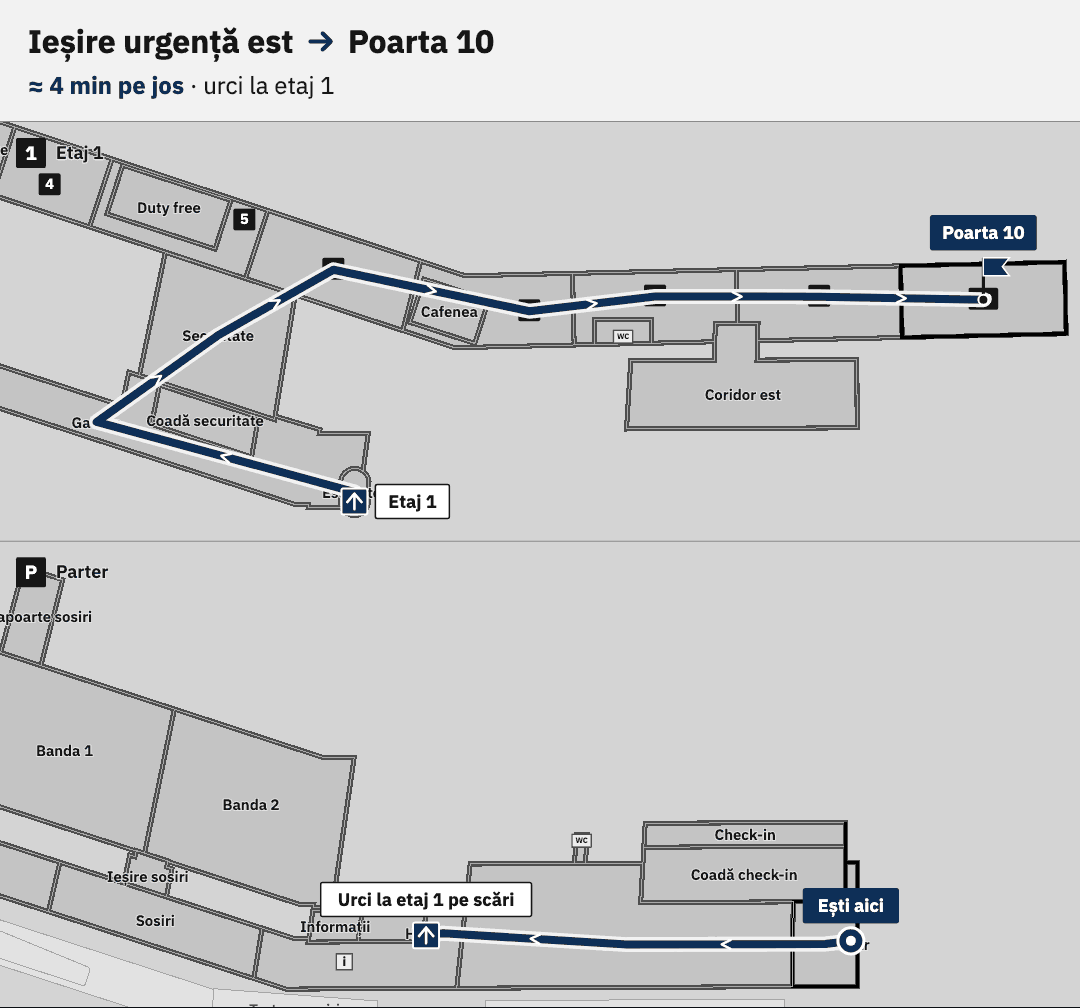 Ieșire urgență est → Poarta 10
≈ 4 min pe jos · urci la etaj 1
1 Etaj 1
4
Duty free
5
Poarta 10
Cafenea
wc
Coridor est
Coadă securitate
Etaj 1
P Parter
apoarte sosiri
Banda 1
Banda 2
wc
Check-in
Coadă check-in
Ieșire sosiri
Urci la etaj 1 pe scări
Ești aici
Sosiri
Informații
i